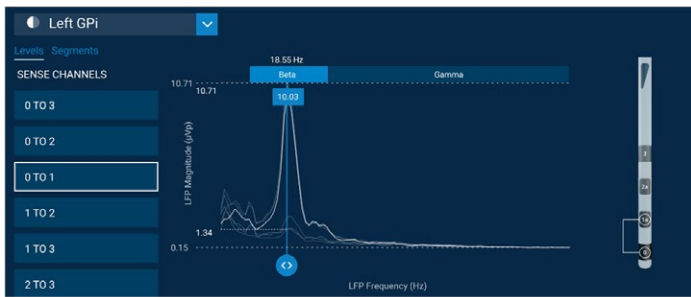 Left GPi
Levels Segments
SENSE CHANNELS
0 TO 3
0 TO 2
0 TO 1
1 TO 2
1 TO 3
2 TO 3
18.55 Hz
Beta Gamma
10.71
10.71
10.03
LFP Magnitude (µVp)
1.34
0.15
LFP Frequency (Hz)
3
2a
1a
0